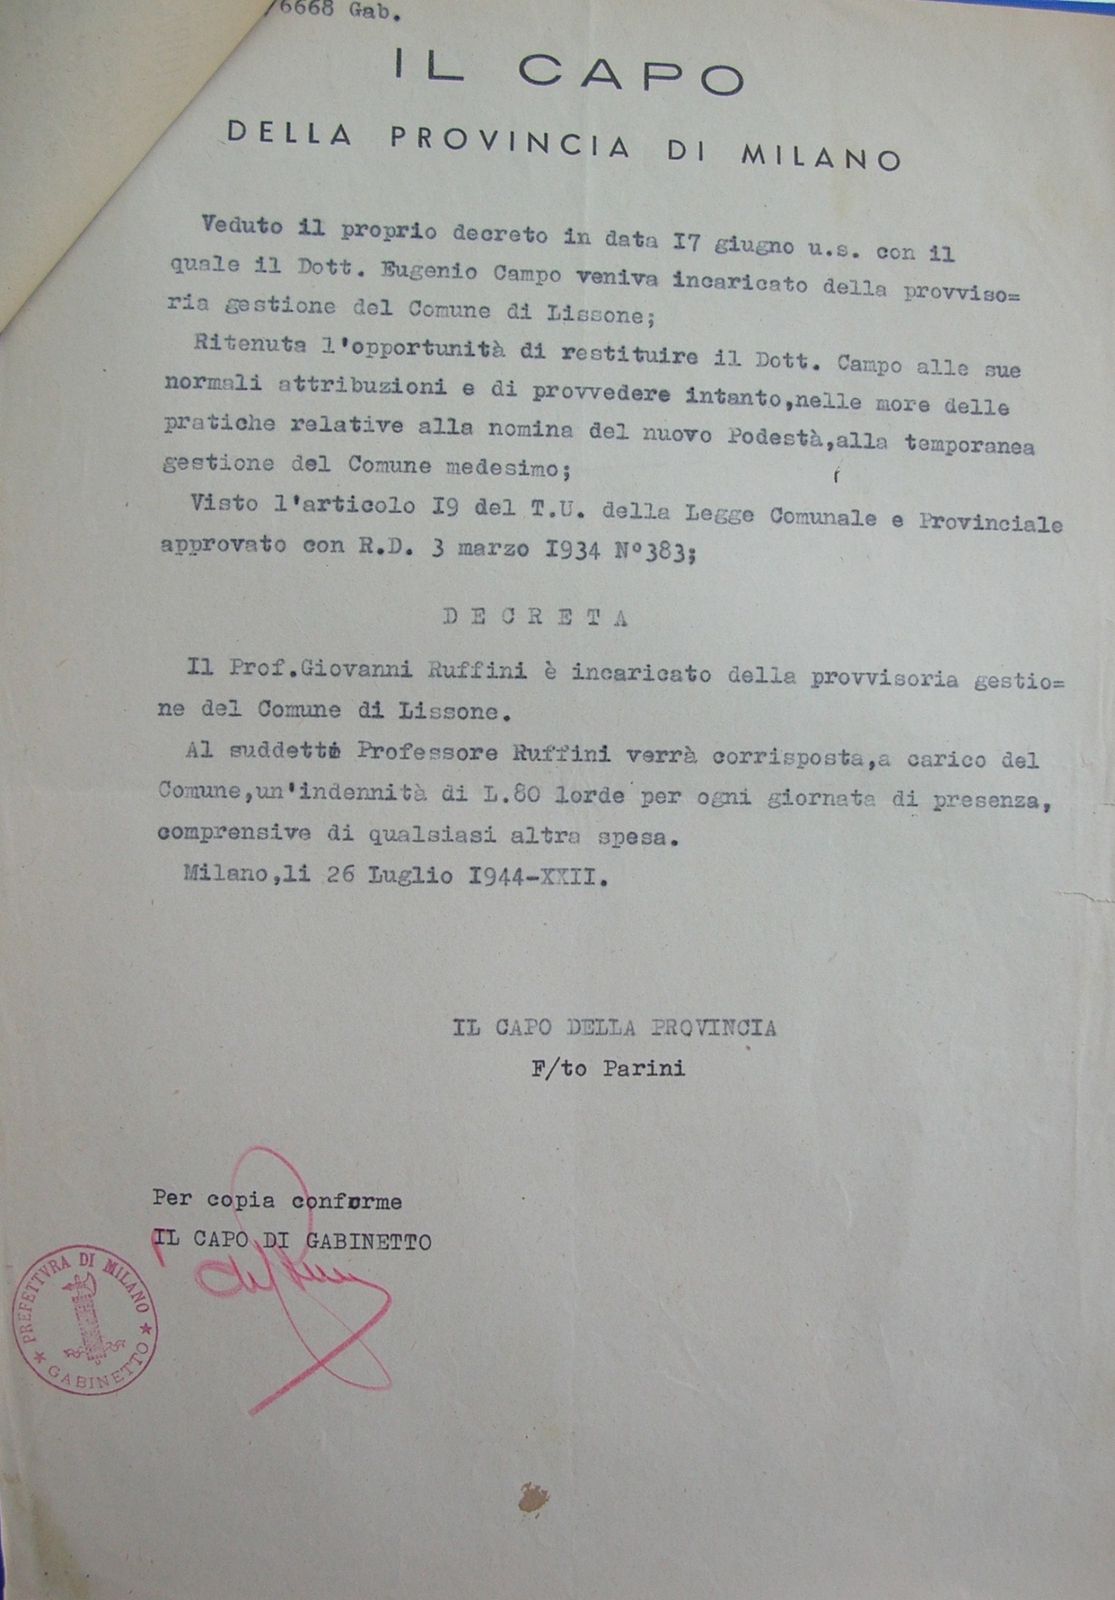 /6668 Gab.
IL CAPO
DELLA PROVINCIA DI MILANO
Veduto il proprio decreto in data I7 giugno u.s. con il
quale il Dott. Eugenio Campo veniva incaricato della provviso=
ria gestione del Comune di Lissone;
Ritenuta l'opportunità di restituire il Dott. Campo alle sue
normali attribuzioni e di provvedere intanto,nelle more delle
pratiche relative alla nomina del nuovo Podestà,alla temporanea
gestione del Comune medesimo;
Visto l'articolo I9 del T.U. della Legge Comunale e Provinciale
approvato con R.D. 3 marzo I934 N°383;
D E C R E T A
Il Prof.Giovanni Ruffini è incaricato della provvisoria gestio=
ne del Comune di Lissone.
Al suddetto Professore Ruffini verrà corrisposta,a carico del
Comune,un'indennità di L.80 lorde per ogni giornata di presenza,
comprensive di qualsiasi altra spesa.
Milano,li 26 Luglio I944-XXII.
IL CAPO DELLA PROVINCIA
F/to Parini
Per copia conforme
IL CAPO DI GABINETTO
PREFETTVRA DI MILANO
GABINETTO